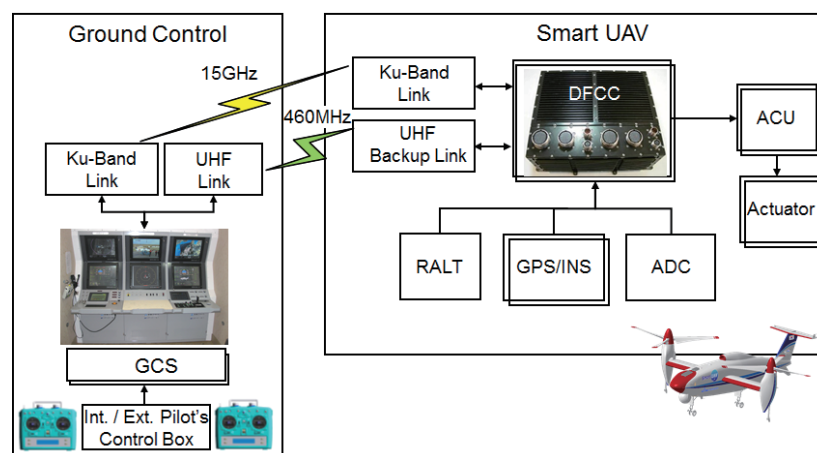 Ground Control
Smart UAV
15GHz
460MHz
Ku-Band
Link
UHF
Link
Ku-Band
Link
UHF
Backup Link
DFCC
ACU
Actuator
RALT
GPS/INS
ADC
GCS
Int. / Ext. Pilot's
Control Box